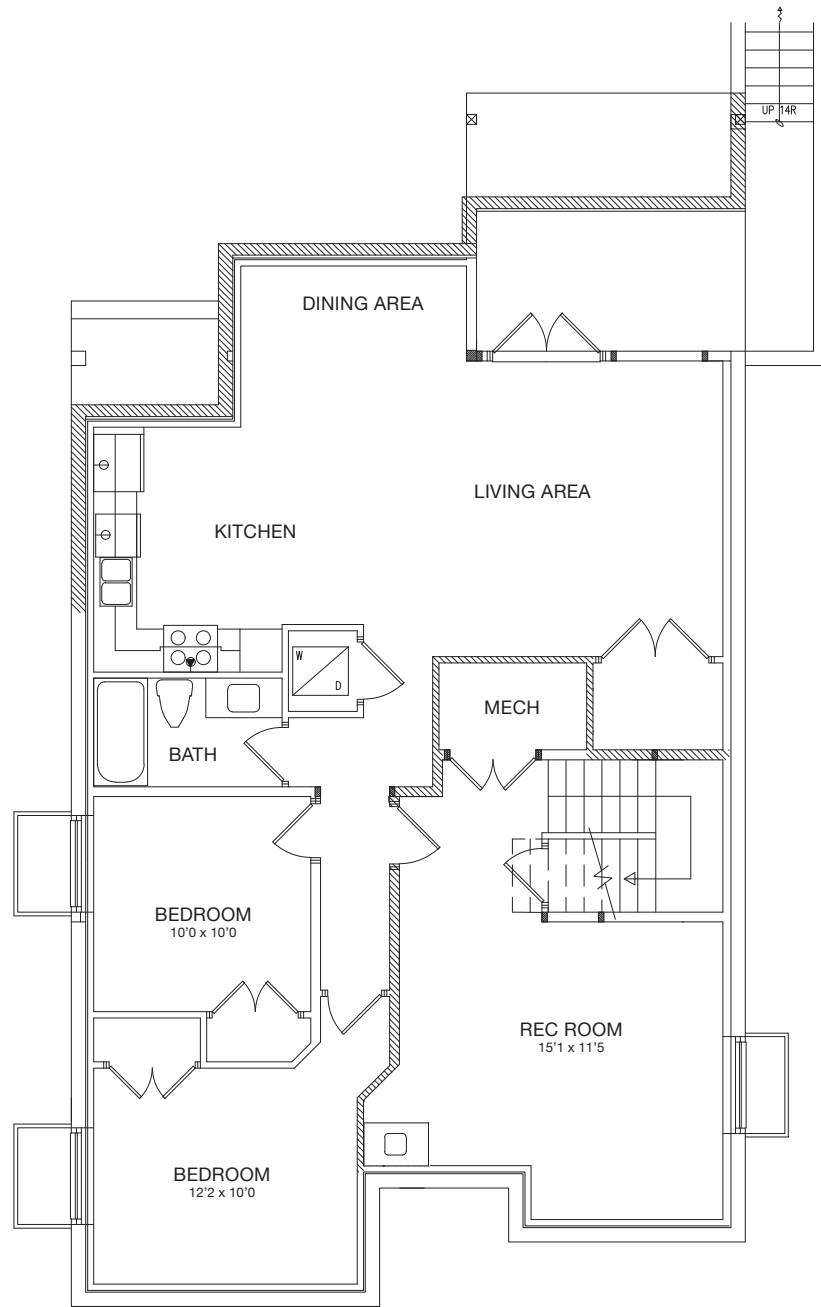 UP 14R
DINING AREA
LIVING AREA
KITCHEN
W
D
MECH
BATH
BEDROOM
10'0 x 10'0
REC ROOM
15'1 x 11'5
BEDROOM
12'2 x 10'0